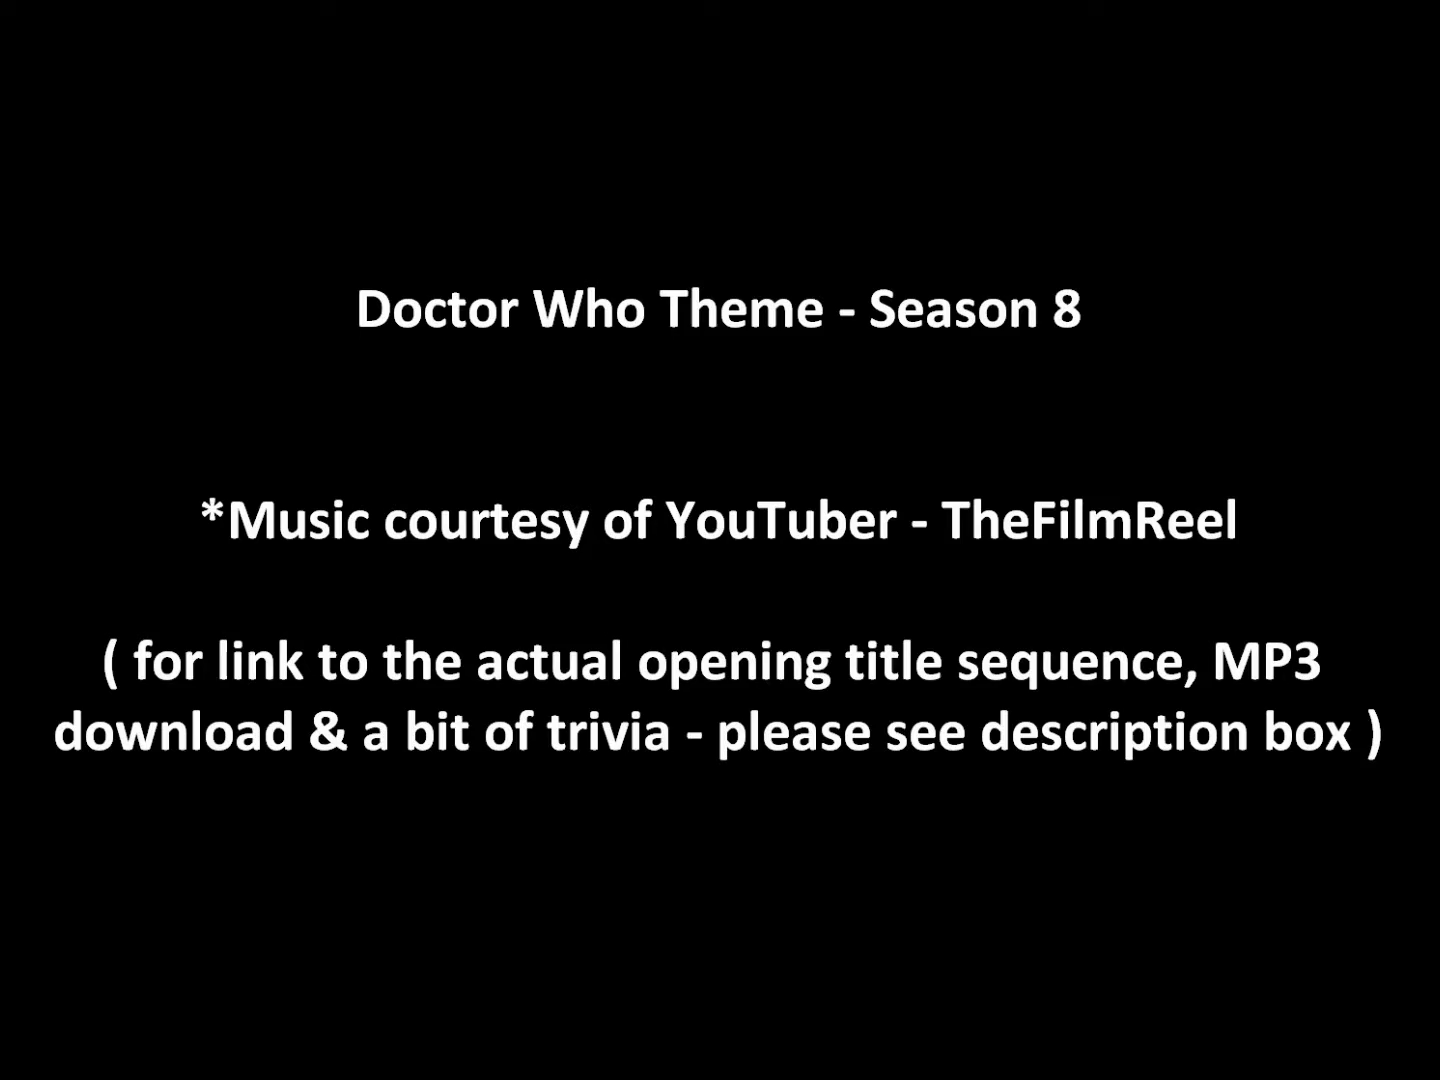 Doctor Who Theme - Season 8
*Music courtesy of YouTuber - TheFilmReel
( for link to the actual opening title sequence, MP3
download & a bit of trivia - please see description box )